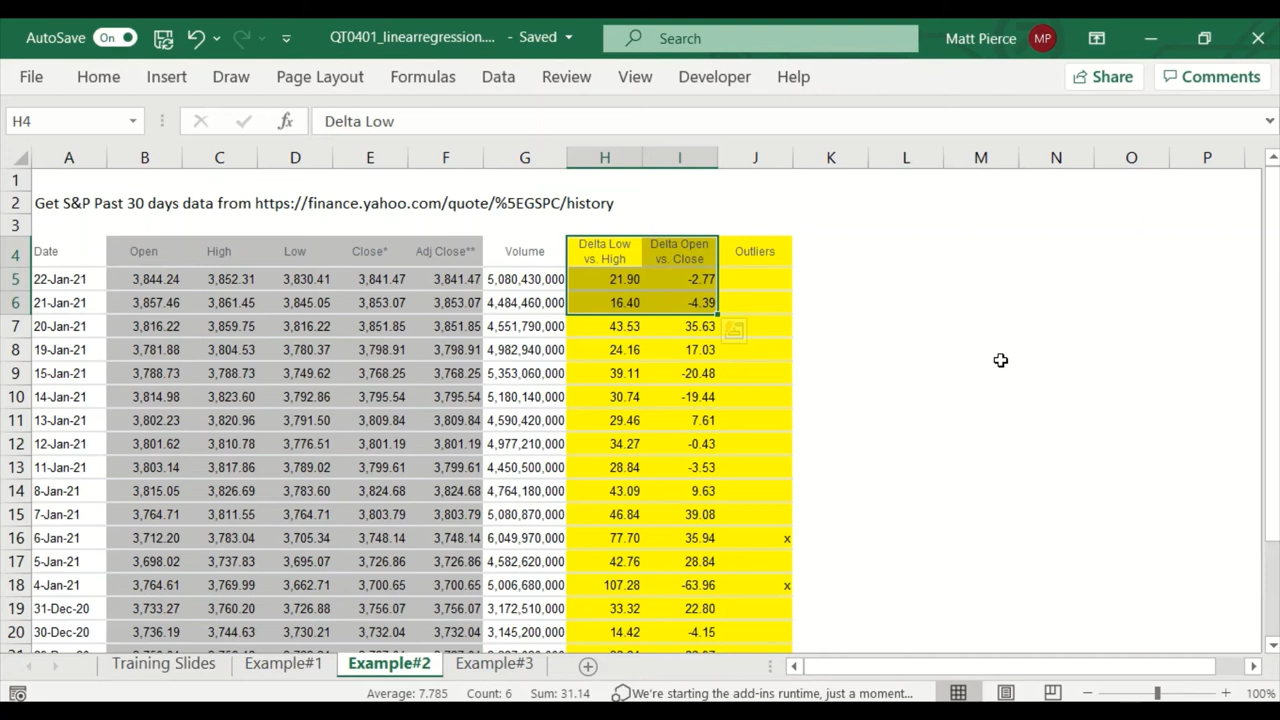 AutoSave On QT0401_linearregression.... - Saved Search Matt Pierce MP
File Home Insert Draw Page Layout Formulas Data Review View Developer Help Share Comments
H4 fx Delta Low
A B C D E F G H I J K L M N O P
1
2 Get S&P Past 30 days data from https://finance.yahoo.com/quote/%5EGSPC/history
3
4 Date Open High Low Close* Adj Close** Volume Delta Low vs. High Delta Open vs. Close Outliers
5 22-Jan-21 3,844.24 3,852.31 3,830.41 3,841.47 3,841.47 5,080,430,000 21.90 -2.77
6 21-Jan-21 3,857.46 3,861.45 3,845.05 3,853.07 3,853.07 4,484,460,000 16.40 -4.39
7 20-Jan-21 3,816.22 3,859.75 3,816.22 3,851.85 3,851.85 4,551,790,000 43.53 35.63
8 19-Jan-21 3,781.88 3,804.53 3,780.37 3,798.91 3,798.91 4,982,940,000 24.16 17.03
9 15-Jan-21 3,788.73 3,788.73 3,749.62 3,768.25 3,768.25 5,353,060,000 39.11 -20.48
10 14-Jan-21 3,814.98 3,823.60 3,792.86 3,795.54 3,795.54 5,180,140,000 30.74 -19.44
11 13-Jan-21 3,802.23 3,820.96 3,791.50 3,809.84 3,809.84 4,590,420,000 29.46 7.61
12 12-Jan-21 3,801.62 3,810.78 3,776.51 3,801.19 3,801.19 4,977,210,000 34.27 -0.43
13 11-Jan-21 3,803.14 3,817.86 3,789.02 3,799.61 3,799.61 4,450,500,000 28.84 -3.53
14 8-Jan-21 3,815.05 3,826.69 3,783.60 3,824.68 3,824.68 4,764,180,000 43.09 9.63
15 7-Jan-21 3,764.71 3,811.55 3,764.71 3,803.79 3,803.79 5,080,870,000 46.84 39.08
16 6-Jan-21 3,712.20 3,783.04 3,705.34 3,748.14 3,748.14 6,049,970,000 77.70 35.94 x
17 5-Jan-21 3,698.02 3,737.83 3,695.07 3,726.86 3,726.86 4,582,620,000 42.76 28.84
18 4-Jan-21 3,764.61 3,769.99 3,662.71 3,700.65 3,700.65 5,006,680,000 107.28 -63.96 x
19 31-Dec-20 3,733.27 3,760.20 3,726.88 3,756.07 3,756.07 3,172,510,000 33.32 22.80
20 30-Dec-20 3,736.19 3,744.63 3,730.21 3,732.04 3,732.04 3,145,200,000 14.42 -4.15
Training Slides Example#1 Example#2 Example#3
Average: 7.785 Count: 6 Sum: 31.14 We're starting the add-ins runtime, just a moment... 100%